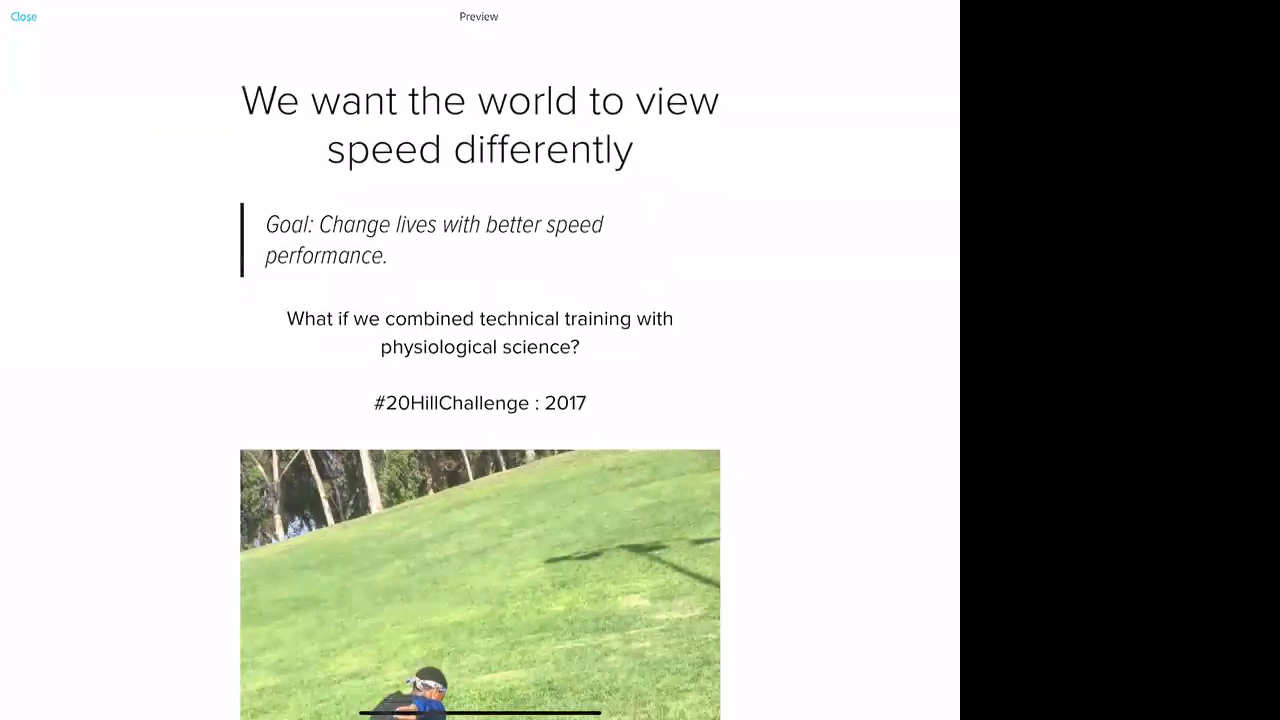 Close
Preview
We want the world to view
speed differently
Goal: Change lives with better speed
performance.
What if we combined technical training with
physiological science?
#20HillChallenge : 2017